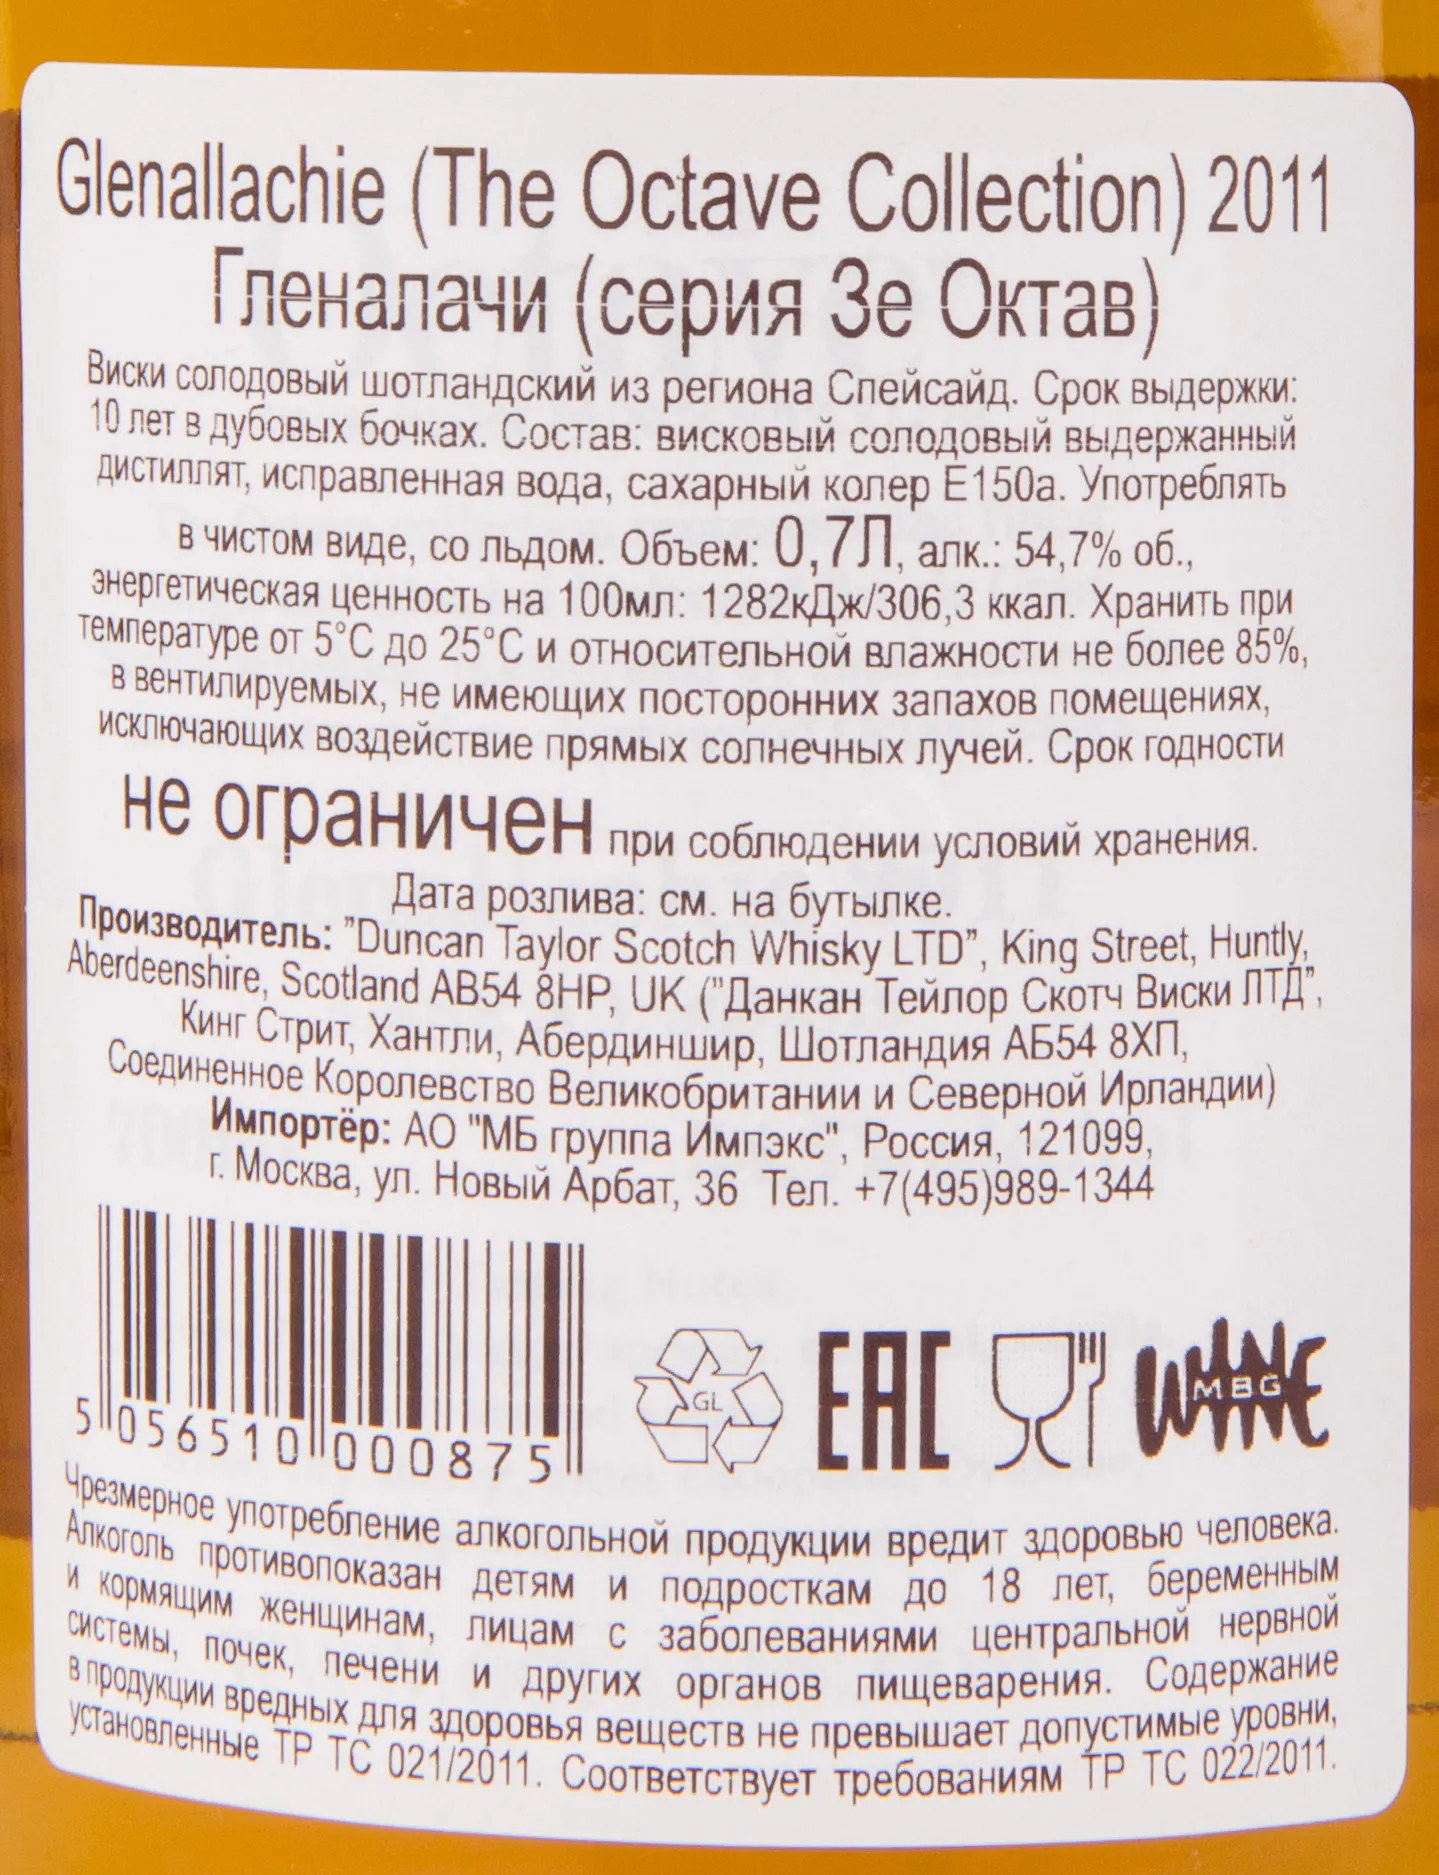 Glenallachie (The Octave Collection) 2011
Гленалачи (серия Зе Октав)
Виски солодовый шотландский из региона Спейсайд. Срок выдержки:
10 лет в дубовых бочках. Состав: висковый солодовый выдержанный
дистиллят, исправленная вода, сахарный колер Е150а. Употреблять
в чистом виде, со льдом. Объем: 0,7Л, алк.: 54,7% об.,
энергетическая ценность на 100мл: 1282кДж/306,3 ккал. Хранить при
температуре от 5°С до 25°С и относительной влажности не более 85%,
в вентилируемых, не имеющих посторонних запахов помещениях,
исключающих воздействие прямых солнечных лучей. Срок годности
не ограничен при соблюдении условий хранения.
Дата розлива: см. на бутылке.
Производитель: "Duncan Taylor Scotch Whisky LTD", King Street, Huntly,
Aberdeenshire, Scotland AB54 8HP, UK ("Данкан Тейлор Скотч Виски ЛТД",
Кинг Стрит, Хантли, Абердиншир, Шотландия АБ54 8ХП,
Соединенное Королевство Великобритании и Северной Ирландии)
Импортёр: АО "МБ группа Импэкс", Россия, 121099,
г. Москва, ул. Новый Арбат, 36 Тел. +7(495)989-1344
5 056510 000875
GL
EAC
WINE
MBG
Чрезмерное употребление алкогольной продукции вредит здоровью человека.
Алкоголь противопоказан детям и подросткам до 18 лет, беременным
и кормящим женщинам, лицам с заболеваниями центральной нервной
системы, почек, печени и других органов пищеварения. Содержание
в продукции вредных для здоровья веществ не превышает допустимые уровни,
установленные ТР ТС 021/2011. Соответствует требованиям ТР ТС 022/2011.